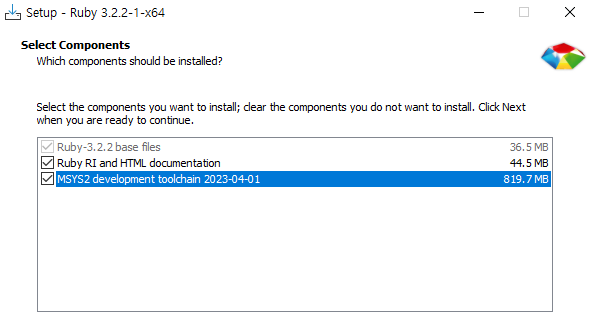 Setup - Ruby 3.2.2-1-x64
Select Components
Which components should be installed?
Select the components you want to install; clear the components you do not want to install. Click Next
when you are ready to continue.
Ruby-3.2.2 base files 36.5 MB
Ruby RI and HTML documentation 44.5 MB
MSYS2 development toolchain 2023-04-01 819.7 MB